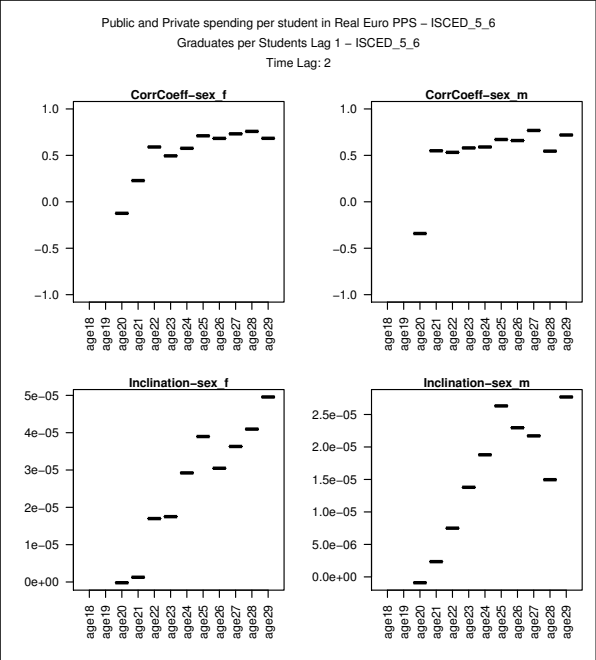 Public and Private spending per student in Real Euro PPS − ISCED_5_6
Graduates per Students Lag 1 − ISCED_5_6
Time Lag: 2
CorrCoeff−sex_f
1.0
0.5
0.0
−0.5
−1.0
age18
age19
age20
age21
age22
age23
age24
age25
age26
age27
age28
age29
CorrCoeff−sex_m
1.0
0.5
0.0
−0.5
−1.0
age18
age19
age20
age21
age22
age23
age24
age25
age26
age27
age28
age29
Inclination−sex_f
5e−05
4e−05
3e−05
2e−05
1e−05
0e+00
age18
age19
age20
age21
age22
age23
age24
age25
age26
age27
age28
age29
Inclination−sex_m
2.5e−05
2.0e−05
1.5e−05
1.0e−05
5.0e−06
0.0e+00
age18
age19
age20
age21
age22
age23
age24
age25
age26
age27
age28
age29